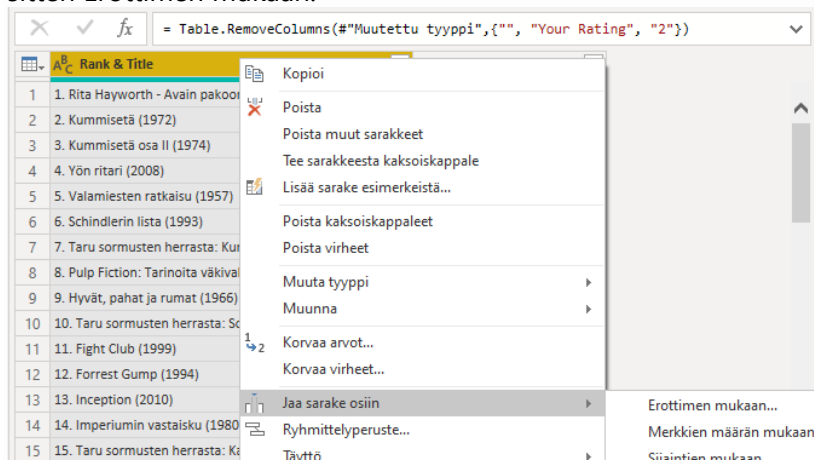 sitten Erottimen mukaan.
= Table.RemoveColumns(#"Muutettu tyyppi",{"", "Your Rating", "2"})
Rank & Title
1 1. Rita Hayworth - Avain
2 2. Kummisetä (1972)
3 3. Kummisetä osa II (1974)
4 4. Yön ritari (2008)
5 5. Valamiesten ratkaisu (1957)
6 6. Schindlerin lista (1993)
7 7. Taru sormusten herrasta:
8 8. Pulp Fiction: Tarinoita
9 9. Hyvät, pahat ja rumat (1966)
10 10. Taru sormusten herrasta:
11 11. Fight Club (1999)
12 12. Forrest Gump (1994)
13 13. Inception (2010)
14 14. Imperiumin vastaisku (1980
15 15. Taru sormusten herrasta:
Kopioi
Poista
Poista muut sarakkeet
Tee sarakkeesta kaksoiskappale
Lisää sarake esimerkeistä...
Poista kaksoiskappaleet
Poista virheet
Muuta tyyppi
Muunna
Korvaa arvot...
Korvaa virheet...
Jaa sarake osiin
Ryhmittelyperuste...
Täyttö
Erottimen mukaan...
Merkkien määrän mukaan
Sijaintien mukaan